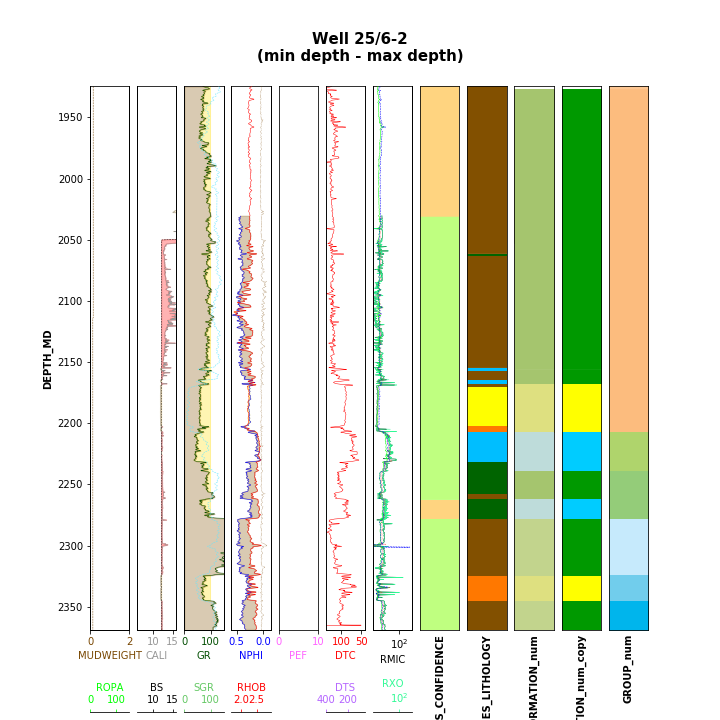 Well 25/6-2
(min depth - max depth)
DEPTH_MD
1950
2000
2050
2100
2150
2200
2250
2300
2350
0 2 10 15 0 100 0.5 0.0 0 10 100 50 10²
MUDWEIGHT CALI GR NPHI PEF DTC RMIC
ROPA BS SGR RHOB DTS RXO
0 100 10 15 0 100 2.0 2.5 400 200 10²
S_CONFIDENCE
ES_LITHOLOGY
RMATION_num
TION_num_copy
GROUP_num